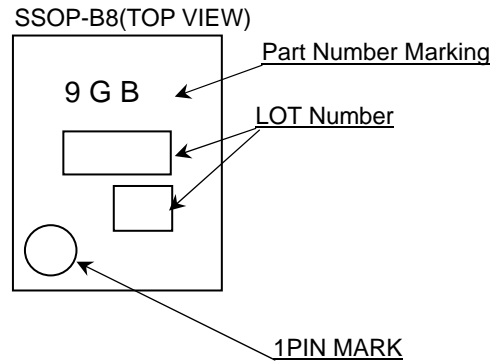 SSOP-B8(TOP VIEW)
Part Number Marking
9 G B
LOT Number
1PIN MARK